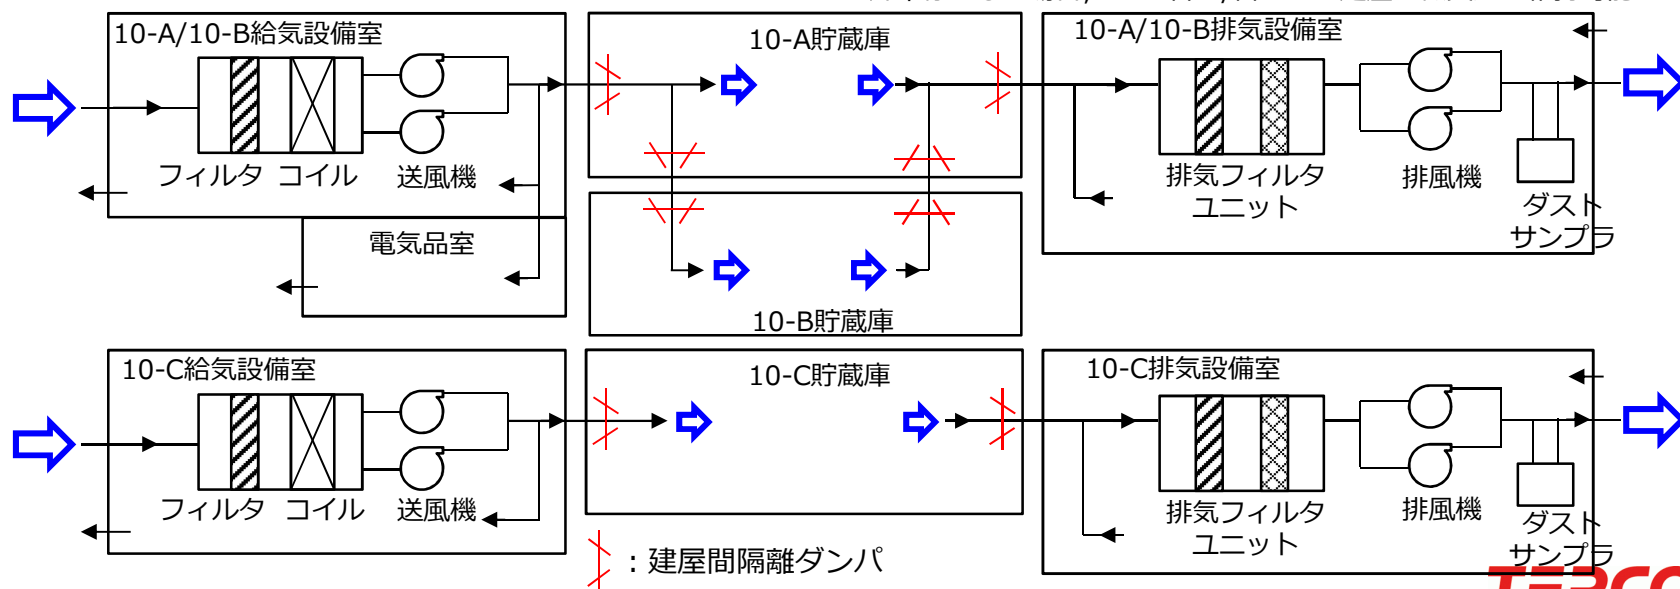 10-A/10-B給気設備室
10-A貯蔵庫
10-A/10-B排気設備室
フィルタ コイル 送風機
排気フィルタ
ユニット
排風機
ダスト
サンプラ
電気品室
10-B貯蔵庫
10-C給気設備室
10-C貯蔵庫
10-C排気設備室
フィルタ コイル 送風機
排気フィルタ
ユニット
排風機
ダスト
サンプラ
:建屋間隔離ダンパ